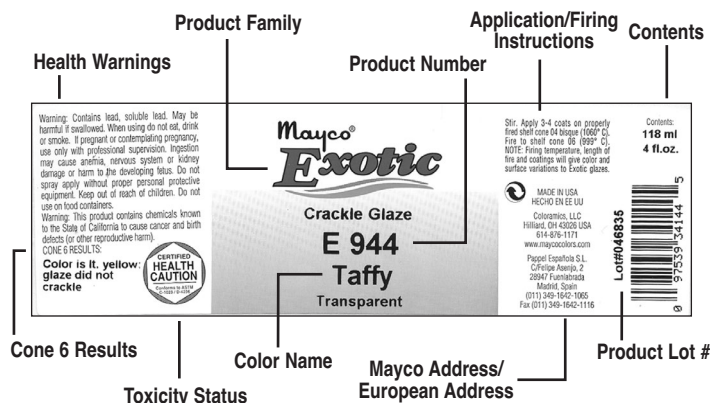 Product Family
Application/Firing
Instructions
Contents
Health Warnings
Product Number
Warning: Contains lead, soluble lead. May be
harmful if swallowed. When using do not eat, drink
or smoke. If pregnant or contemplating pregnancy,
use only with professional supervision. Ingestion
may cause anemia, nervous system or kidney
damage or harm to the developing fetus. Do not
spray apply without proper personal protective
equipment. Keep out of reach of children. Do not
use on food containers.
Warning: This product contains chemicals known
to the State of California to cause cancer and birth
defects (or other reproductive harm).
CONE 6 RESULTS:
Color is lt. yellow:
glaze did not
crackle
CERTIFIED
HEALTH
CAUTION
Conforms to ASTM
Mayco®
Exotic
Crackle Glaze
E 944
Taffy
Transparent
Stir. Apply 3-4 coats on properly
fired shelf cone 04 bisque (1060° C).
Fire to shelf cone 06 (999° C).
NOTE: Firing temperature, length of
fire and coatings will give color and
surface variations to Exotic glazes.
MADE IN USA
HECHO EN EE UU
Coloramics, LLC
Hilliard, OH 43026 USA
614-876-1171
www.maycocolors.com
Pappel Española S.L.
C/Felipe Asenjo, 2
28947 Fuenlabrada
Madrid, Spain
(011) 349-1642-1065
Fax (011) 349-1642-1116
Contents:
118 ml
4 fl.oz.
Lot#046835
0 97539 34144 5
Cone 6 Results
Toxicity Status
Color Name
Mayco Address/
European Address
Product Lot #